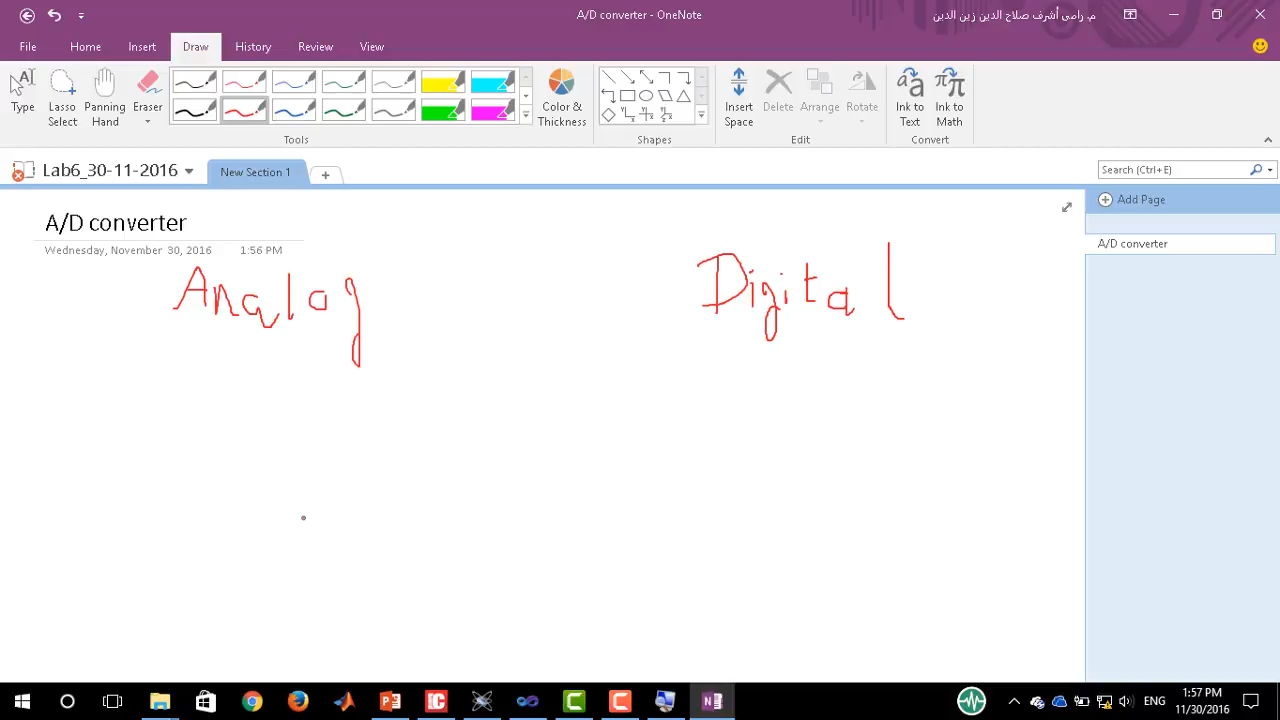 A/D converter - OneNote
م. رامى أشرف صلاح الدين زين الدين
File Home Insert Draw History Review View
Type
Lasso Select
Panning Hand
Eraser
Color & Thickness
Insert Space
Delete
Arrange
Rotate
Ink to Text
Ink to Math
Tools
Shapes
Edit
Convert
Lab6_30-11-2016
New Section 1
Search (Ctrl+E)
Add Page
A/D converter
A/D converter
Wednesday, November 30, 2016 1:56 PM
Analog
Digital
ENG
1:57 PM
11/30/2016